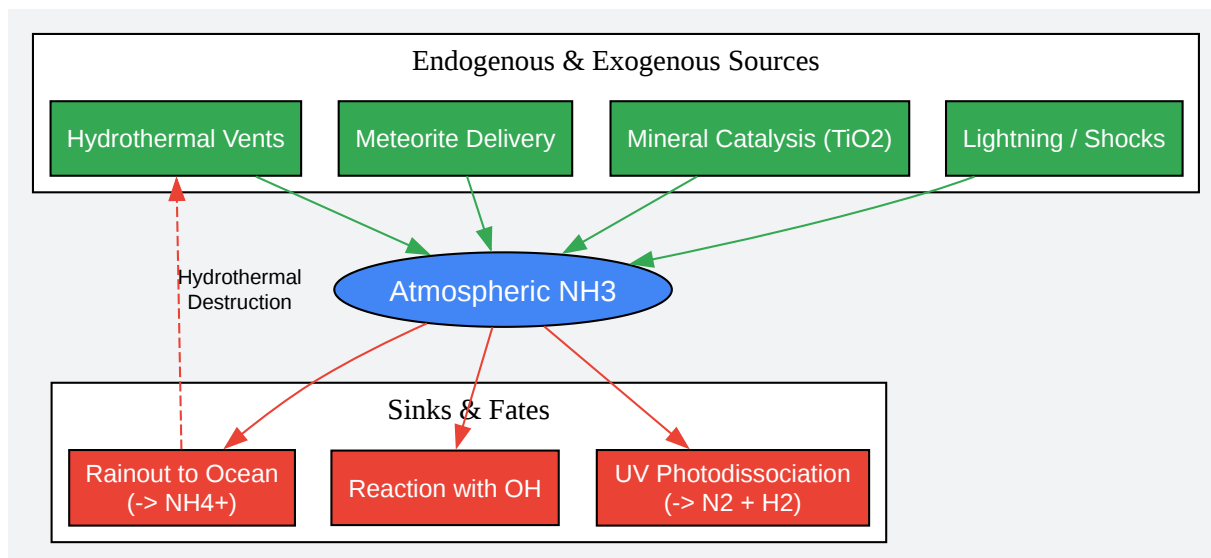 Endogenous & Exogenous Sources
Hydrothermal Vents
Meteorite Delivery
Mineral Catalysis (TiO2)
Lightning / Shocks
Hydrothermal
Destruction
Atmospheric NH3
Sinks & Fates
Rainout to Ocean
(-> NH4+)
Reaction with OH
UV Photodissociation
(-> N2 + H2)